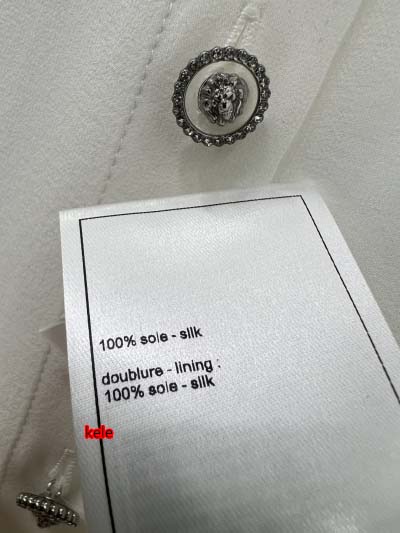 100% soie - silk
doublure - lining :
100% soie - silk
kele